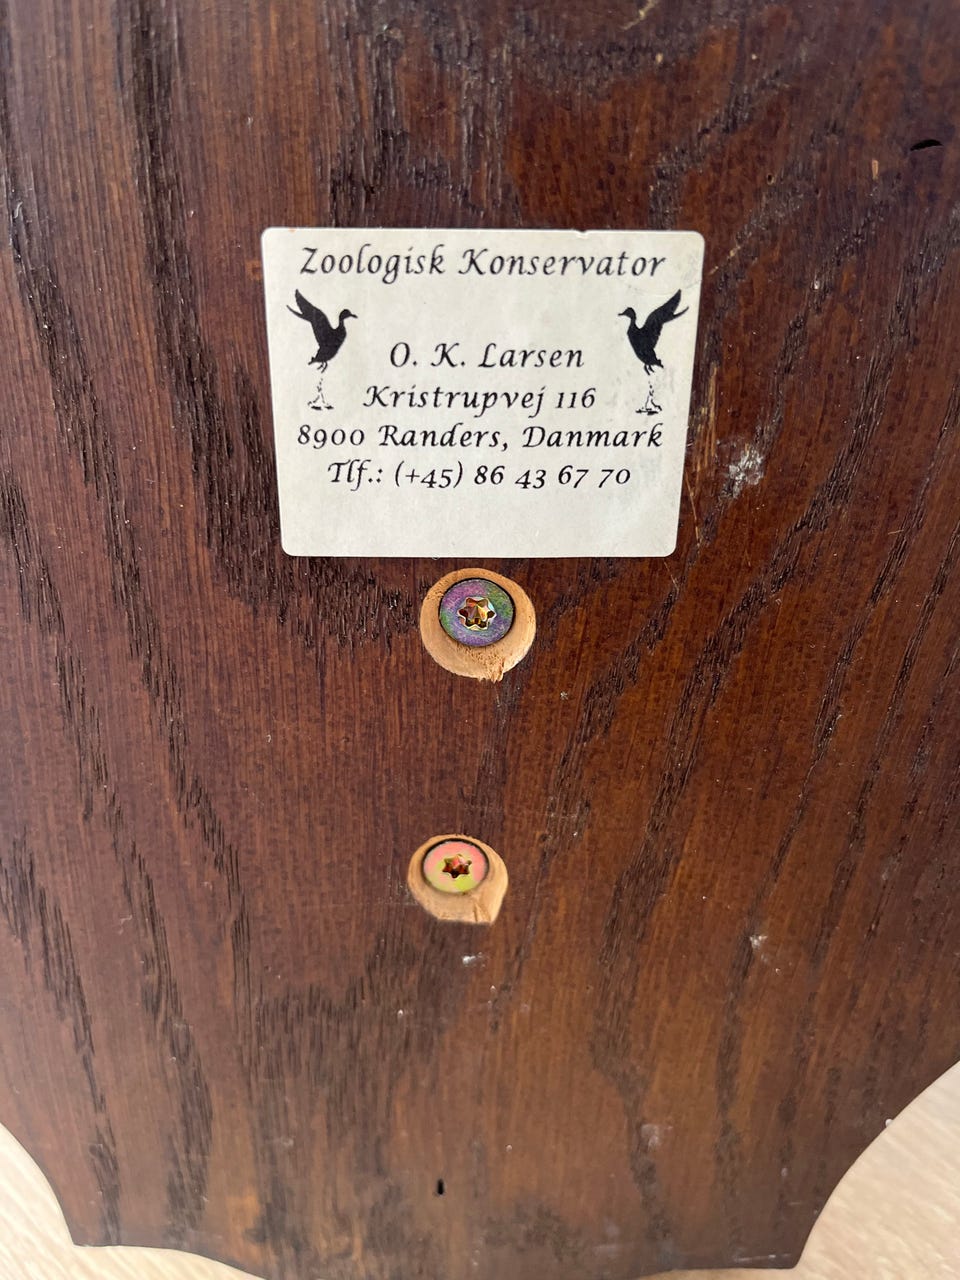 Zoologisk Konservator
O. K. Larsen
Kristrupvej 116
8900 Randers, Danmark
Tlf.: (+45) 86 43 67 70